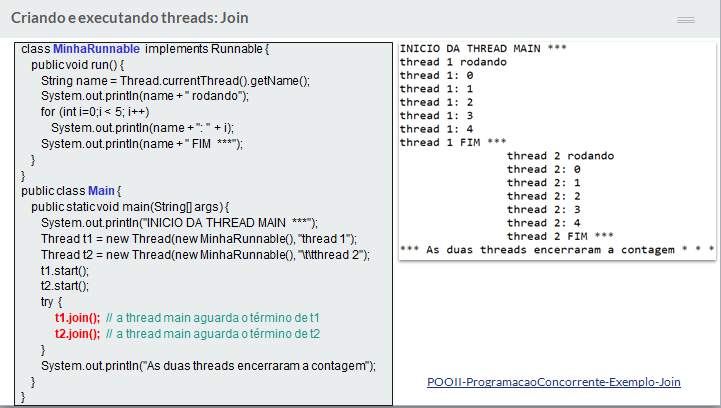 Criando e executando threads: Join
class MinhaRunnable implements Runnable {
public void run() {
String name = Thread.currentThread().getName();
System.out.println(name + " rodando");
for (int i=0;i < 5; i++)
System.out.println(name + ": " + i);
System.out.println(name + " FIM ***");
}
}
public class Main {
public static void main(String[] args) {
System.out.println("INICIO DA THREAD MAIN ***");
Thread t1 = new Thread(new MinhaRunnable(), "thread 1");
Thread t2 = new Thread(new MinhaRunnable(), "\t\tthread 2");
t1.start();
t2.start();
try {
t1.join(); // a thread main aguarda o término de t1
t2.join(); // a thread main aguarda o término de t2
}
System.out.println("As duas threads encerraram a contagem");
}
}
INICIO DA THREAD MAIN ***
thread 1 rodando
thread 1: 0
thread 1: 1
thread 1: 2
thread 1: 3
thread 1: 4
thread 1 FIM ***
thread 2 rodando
thread 2: 0
thread 2: 1
thread 2: 2
thread 2: 3
thread 2: 4
thread 2 FIM ***
*** As duas threads encerraram a contagem * * *
POOII-ProgramacaoConcorrente-Exemplo-Join